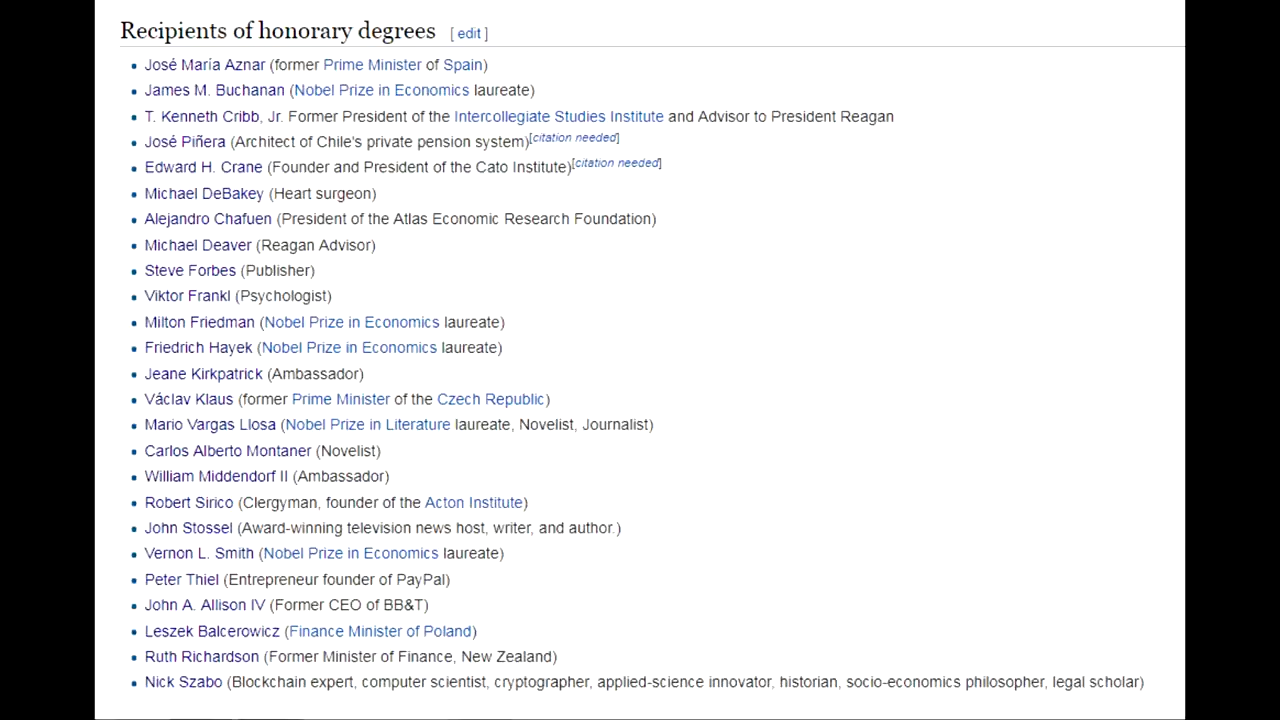 Recipients of honorary degrees [ edit ]
José María Aznar (former Prime Minister of Spain)
James M. Buchanan (Nobel Prize in Economics laureate)
T. Kenneth Cribb, Jr. Former President of the Intercollegiate Studies Institute and Advisor to President Reagan
José Piñera (Architect of Chile's private pension system)[citation needed]
Edward H. Crane (Founder and President of the Cato Institute)[citation needed]
Michael DeBakey (Heart surgeon)
Alejandro Chafuen (President of the Atlas Economic Research Foundation)
Michael Deaver (Reagan Advisor)
Steve Forbes (Publisher)
Viktor Frankl (Psychologist)
Milton Friedman (Nobel Prize in Economics laureate)
Friedrich Hayek (Nobel Prize in Economics laureate)
Jeane Kirkpatrick (Ambassador)
Václav Klaus (former Prime Minister of the Czech Republic)
Mario Vargas Llosa (Nobel Prize in Literature laureate, Novelist, Journalist)
Carlos Alberto Montaner (Novelist)
William Middendorf II (Ambassador)
Robert Sirico (Clergyman, founder of the Acton Institute)
John Stossel (Award-winning television news host, writer, and author.)
Vernon L. Smith (Nobel Prize in Economics laureate)
Peter Thiel (Entrepreneur founder of PayPal)
John A. Allison IV (Former CEO of BB&T)
Leszek Balcerowicz (Finance Minister of Poland)
Ruth Richardson (Former Minister of Finance, New Zealand)
Nick Szabo (Blockchain expert, computer scientist, cryptographer, applied-science innovator, historian, socio-economics philosopher, legal scholar)